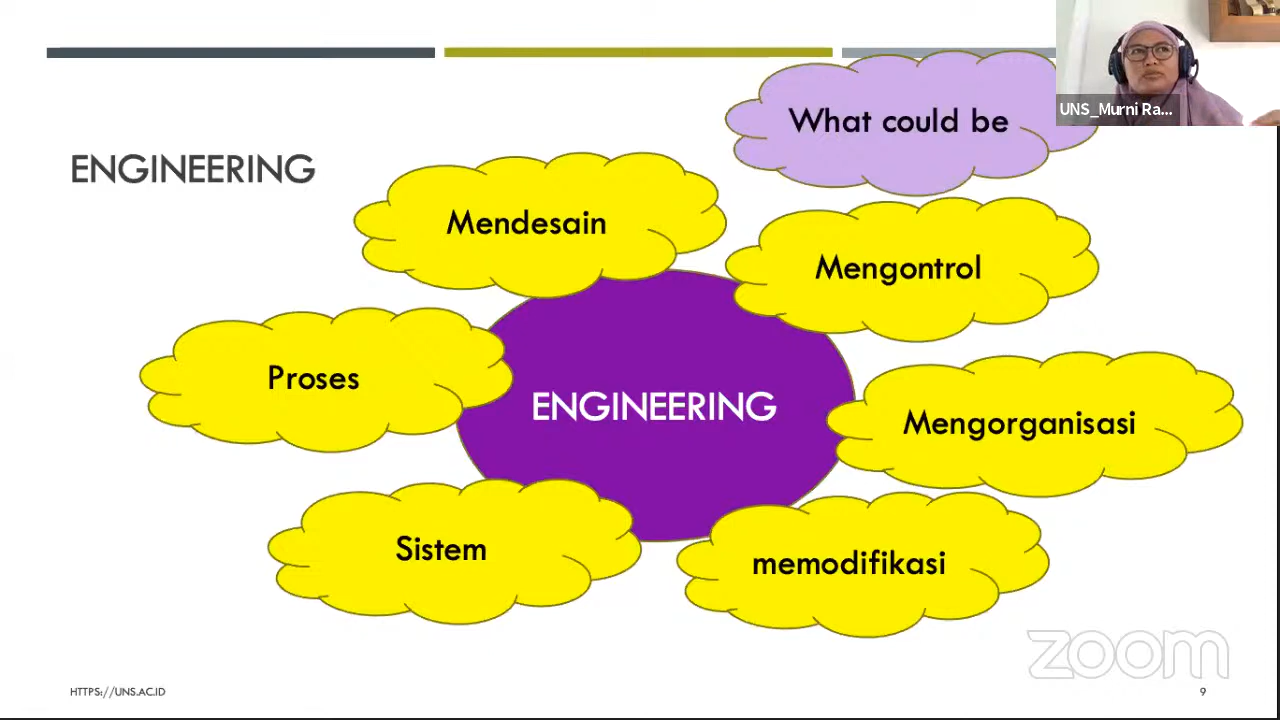 What could be
UNS_Murni Ra...
ENGINEERING
Mendesain
Mengontrol
Proses
ENGINEERING
Mengorganisasi
Sistem
memodifikasi
zoom
HTTPS://UNS.AC.ID
9